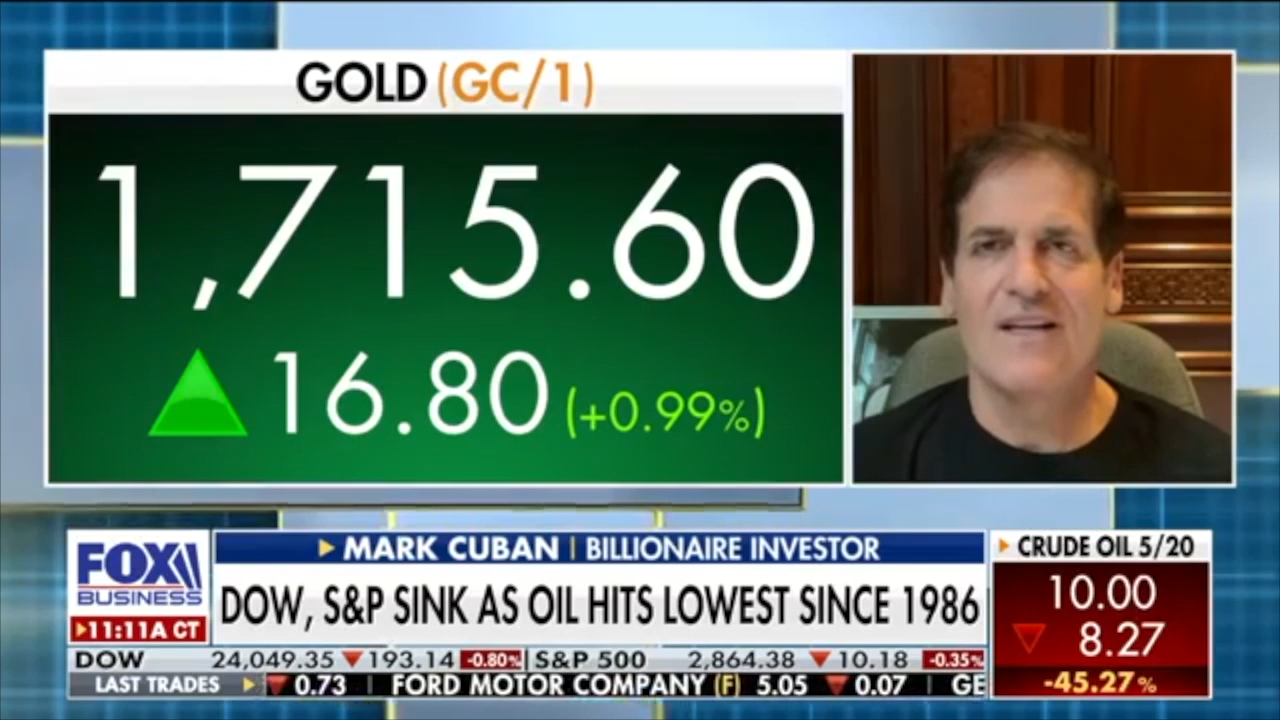 GOLD (GC/1)
1,715.60
16.80 (+0.99%)
FOX
BUSINESS
11:11A CT
MARK CUBAN | BILLIONAIRE INVESTOR
DOW, S&P SINK AS OIL HITS LOWEST SINCE 1986
CRUDE OIL 5/20
10.00
8.27
-45.27%
DOW 24,049.35 193.14 -0.80% S&P 500 2,864.38 10.18 -0.35%
LAST TRADES 0.73 | FORD MOTOR COMPANY (F) 5.05 0.07 | GE